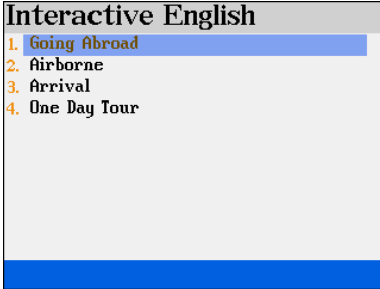 Interactive English
1. Going Abroad
2. Airborne
3. Arrival
4. One Day Tour